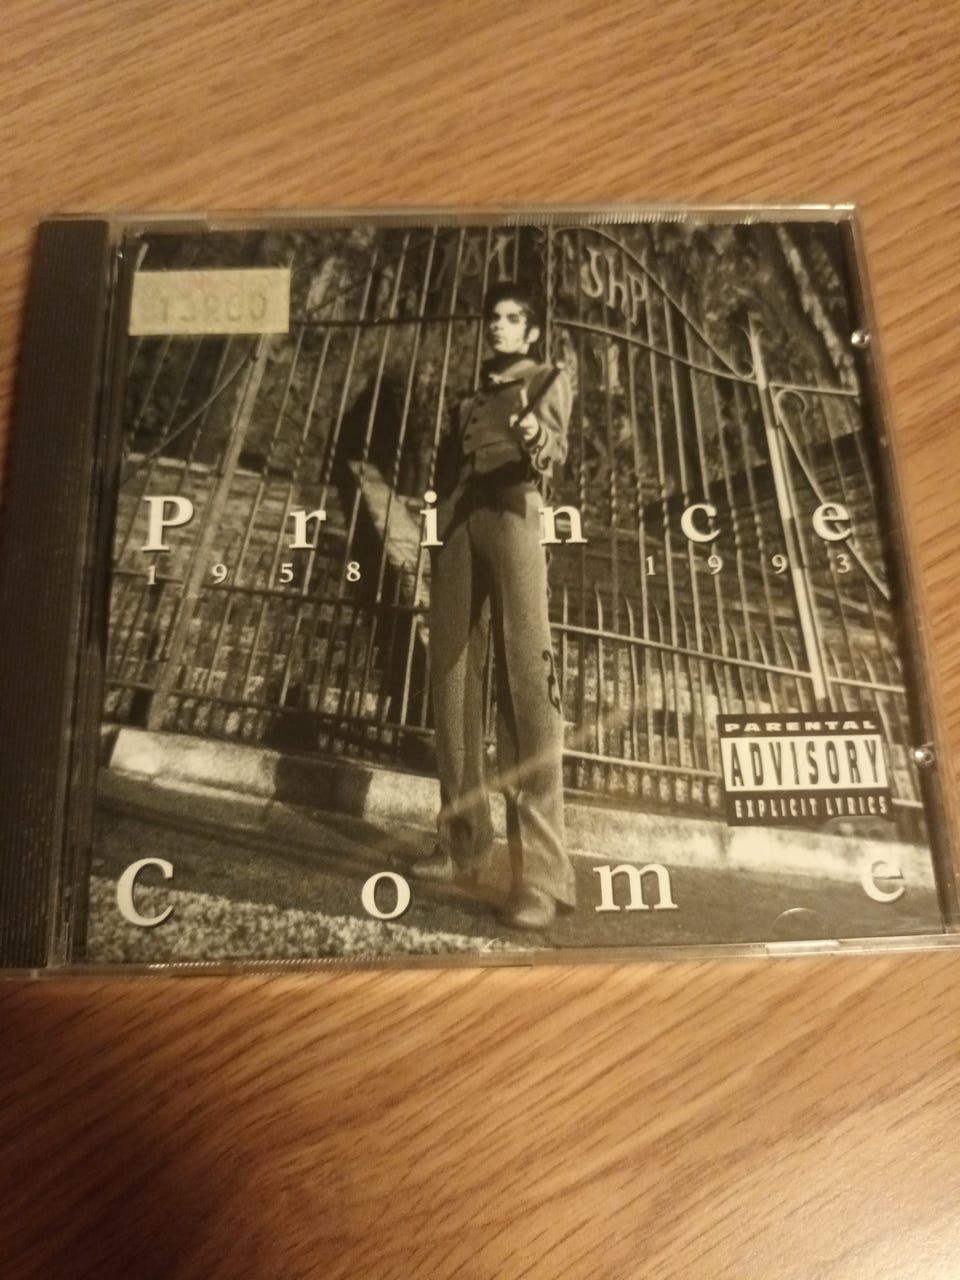 Prince
1958 1993
PARENTAL
ADVISORY
EXPLICIT LYRICS
Come